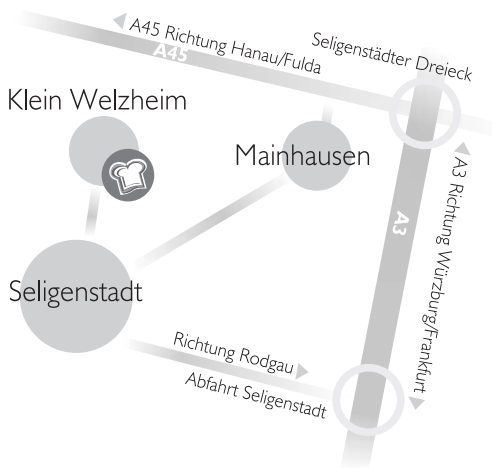 A45 Richtung Hanau/Fulda
A45
Seligenstädter Dreieck
Klein Welzheim
Mainhausen
A3
A3 Richtung Würzburg/Frankfurt
Seligenstadt
Richtung Rodgau
Abfahrt Seligenstadt